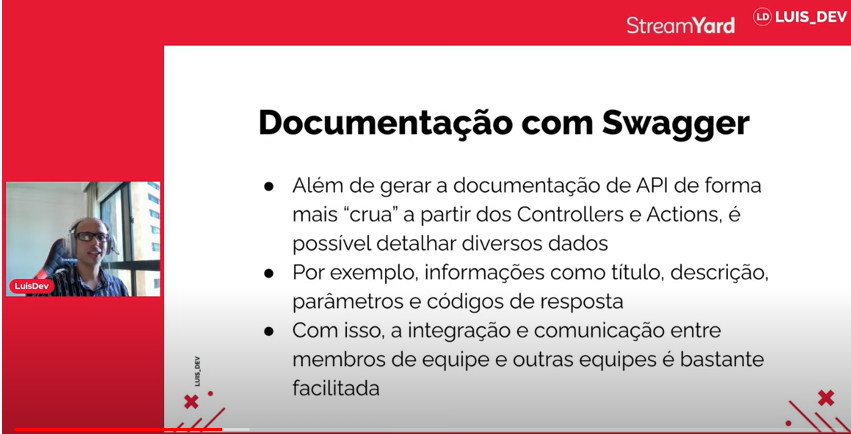 StreamYard
LD LUIS_DEV
Documentação com Swagger
● Além de gerar a documentação de API de forma
mais “crua” a partir dos Controllers e Actions, é
possível detalhar diversos dados
● Por exemplo, informações como título, descrição,
parâmetros e códigos de resposta
● Com isso, a integração e comunicação entre
membros de equipe e outras equipes é bastante
facilitada
LuisDev
LUIS_DEV